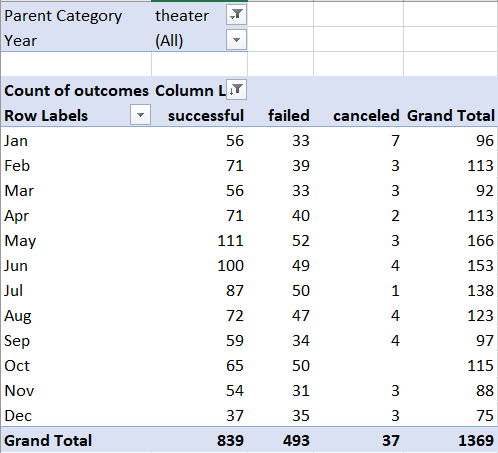 Parent Category theater
Year (All)
Count of outcomes Column L
Row Labels successful failed canceled Grand Total
Jan 56 33 7 96
Feb 71 39 3 113
Mar 56 33 3 92
Apr 71 40 2 113
May 111 52 3 166
Jun 100 49 4 153
Jul 87 50 1 138
Aug 72 47 4 123
Sep 59 34 4 97
Oct 65 50 115
Nov 54 31 3 88
Dec 37 35 3 75
Grand Total 839 493 37 1369